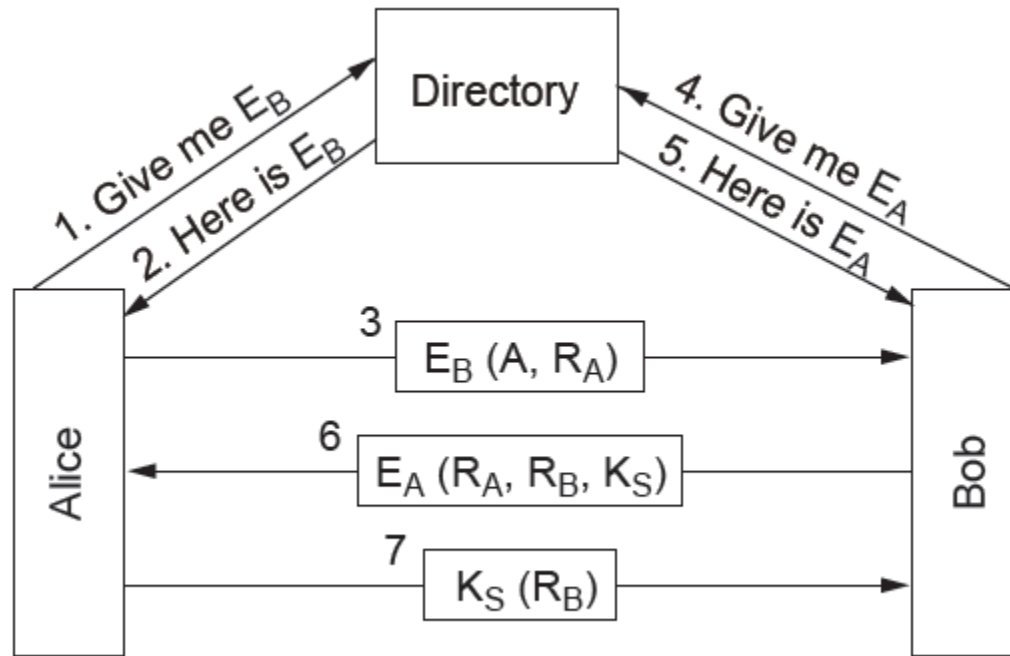 Directory
1. Give me E_B
2. Here is E_B
4. Give me E_A
5. Here is E_A
Alice
3
E_B (A, R_A)
6
E_A (R_A, R_B, K_S)
7
K_S (R_B)
Bob